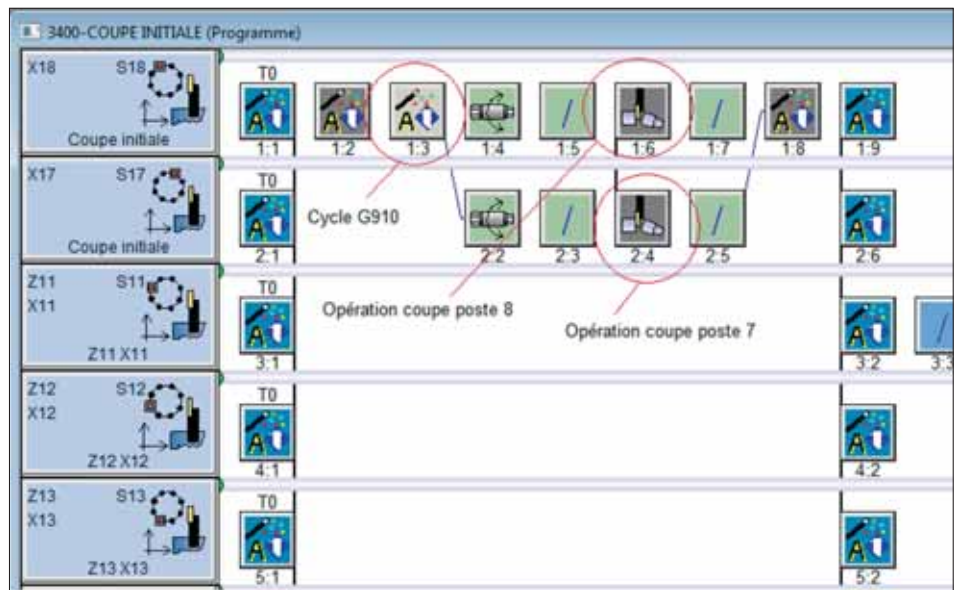 3400-COUPE INITIALE (Programme)
X18 S18
Coupe initiale
T0
1:1 1:2 1:3 1:4 1:5 1:6 1:7 1:8 1:9
X17 S17
Coupe initiale
T0
2:1 2:2 2:3 2:4 2:5 2:6
Cycle G910
Opération coupe poste 8
Opération coupe poste 7
Z11 S11
X11
Z11 X11
T0
3:1 3:2 3:3
Z12 S12
X12
Z12 X12
T0
4:1 4:2
Z13 S13
X13
Z13 X13
T0
5:1 5:2